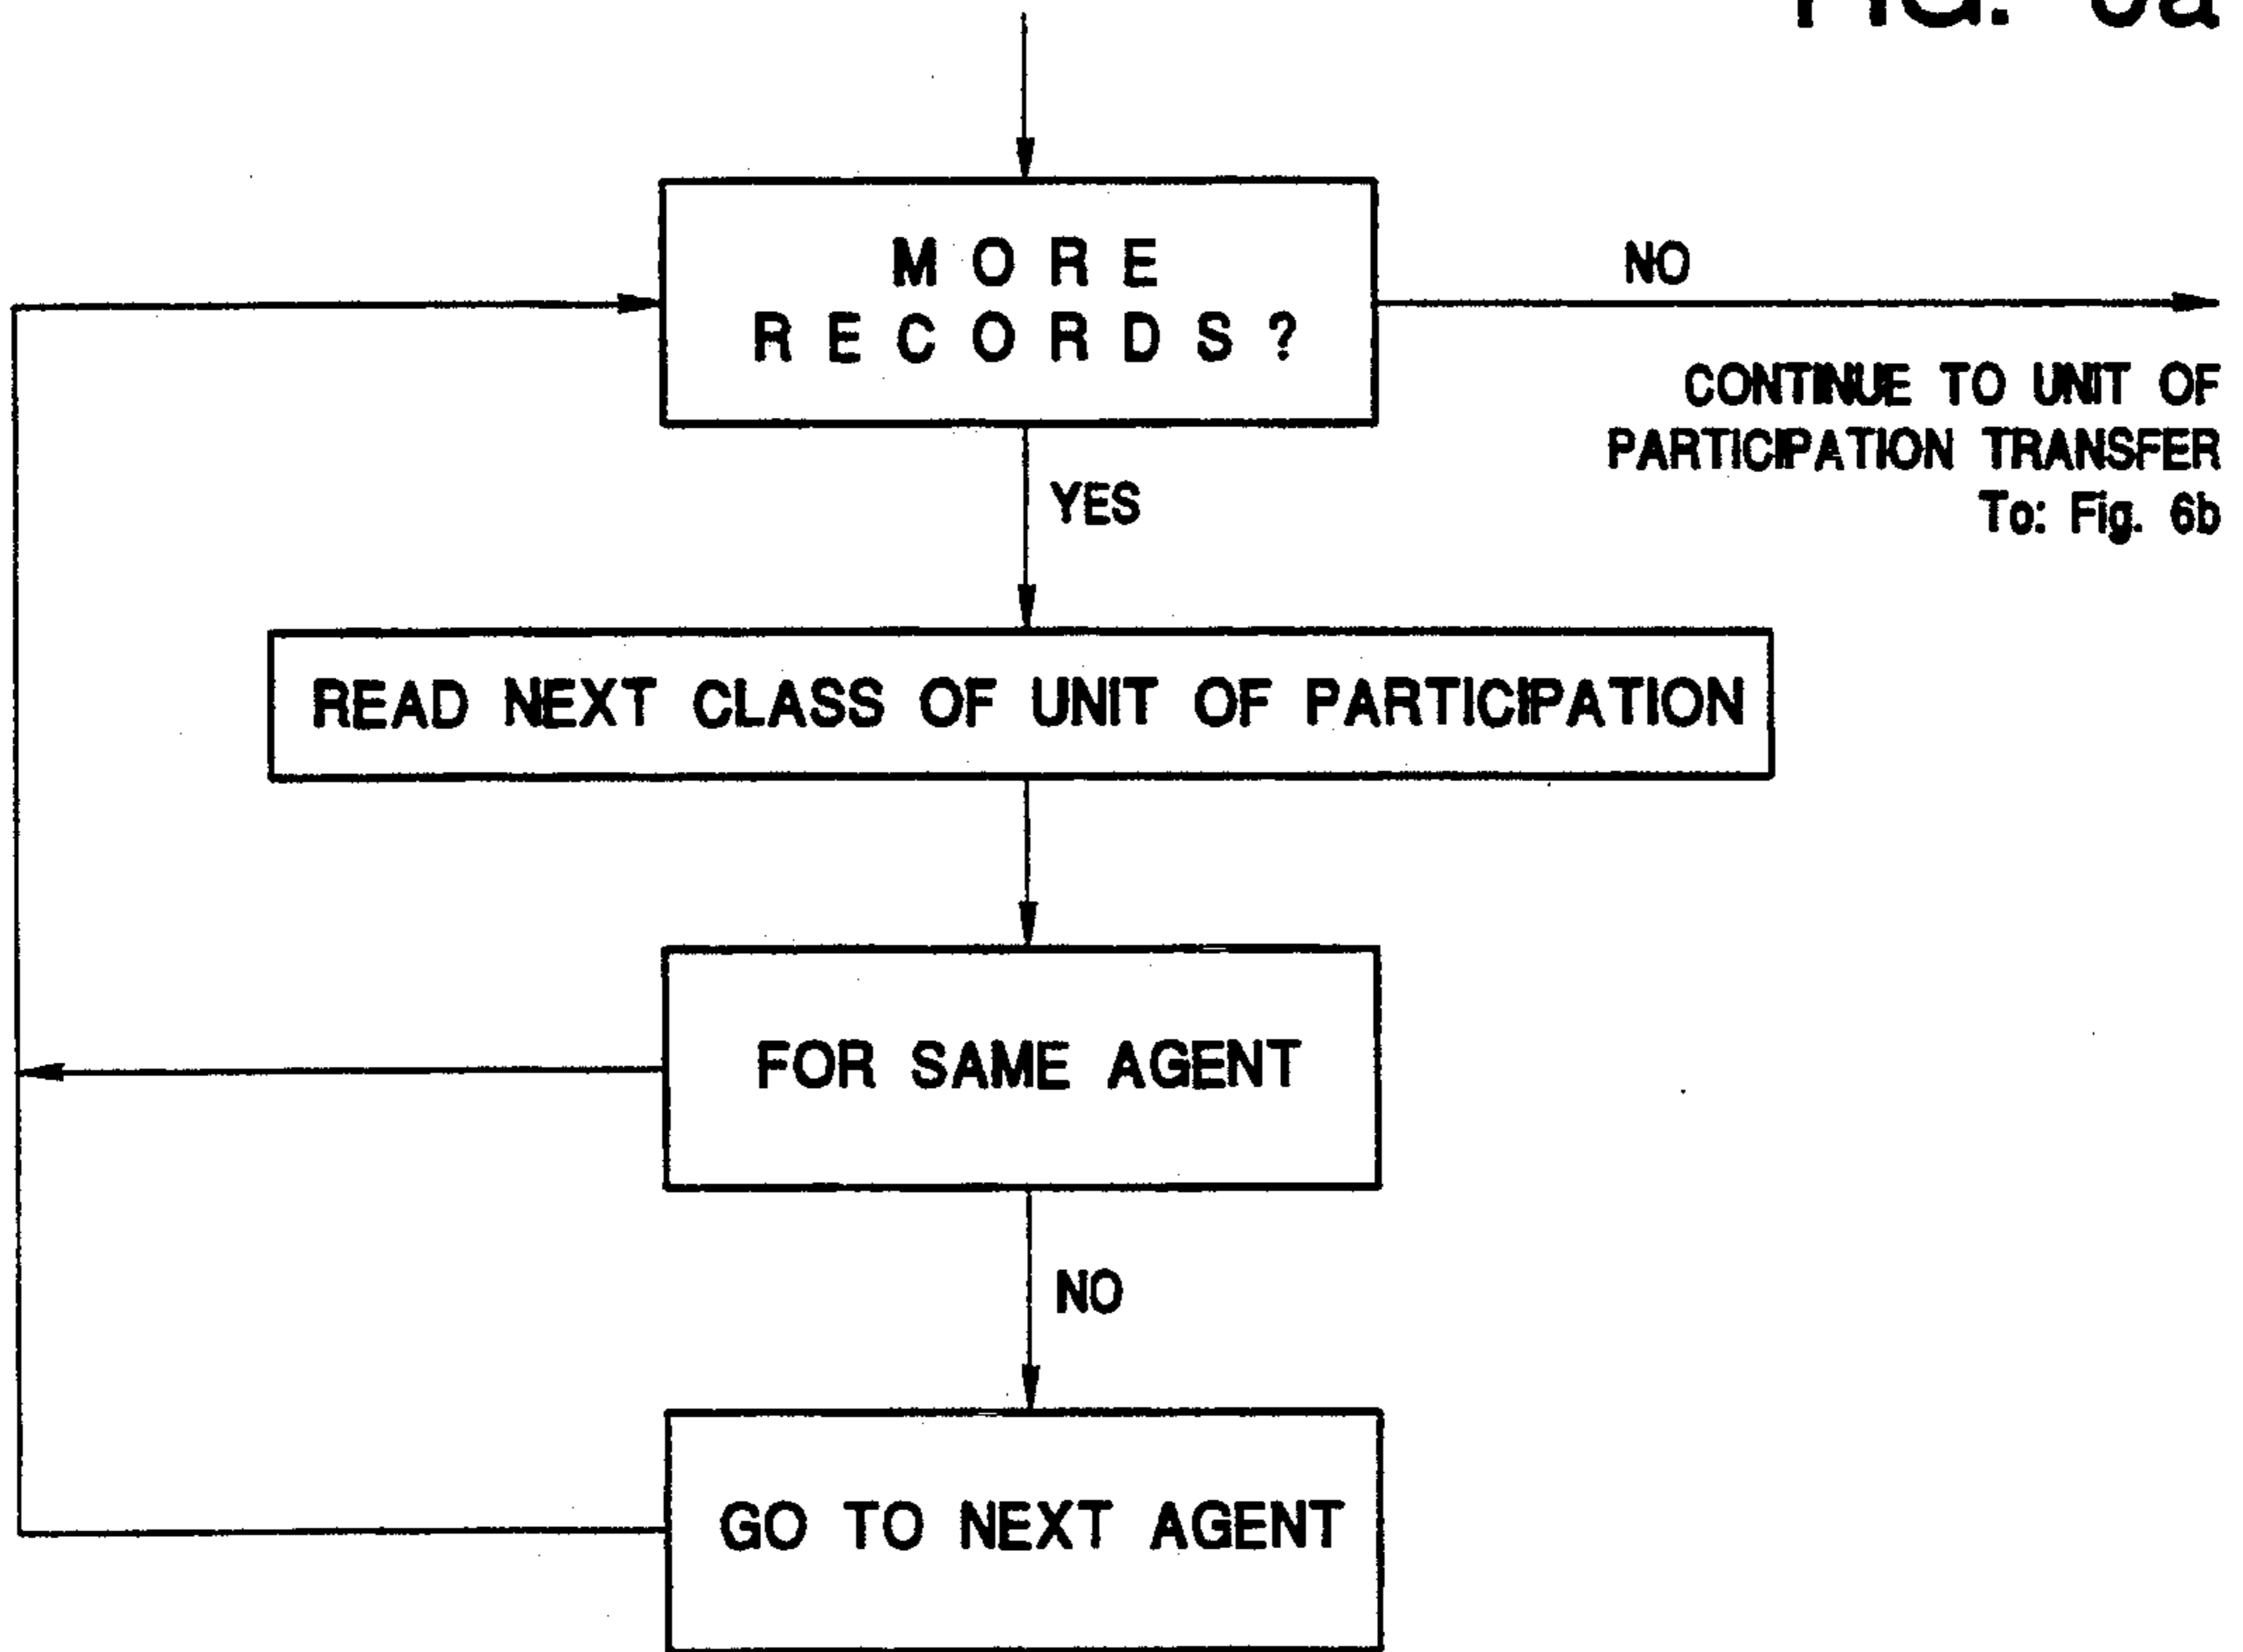 FIG.
MORE
RECORDS?
NO
CONTINUE TO UNIT OF
PARTICIPATION TRANSFER
To: Fig. 6b
YES
READ NEXT CLASS OF UNIT OF PARTICIPATION
FOR SAME AGENT
NO
GO TO NEXT AGENT